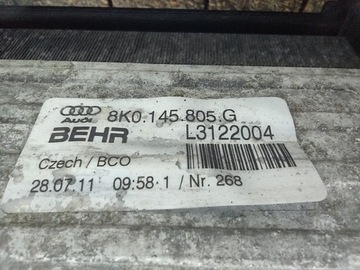 Audi 8K0.145.805.G
BEHR L3122004
Czech / BCO
28.07.11 09:58 1 / Nr. 268